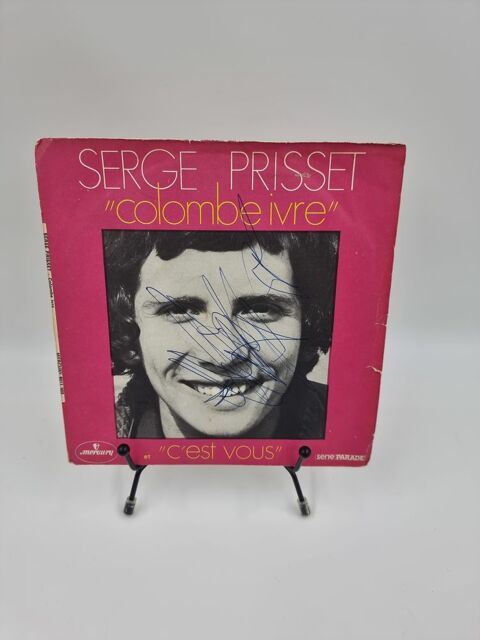 SERGE PRISSET
"colombe ivre"
mercury
et "c'est vous"
série PARADE